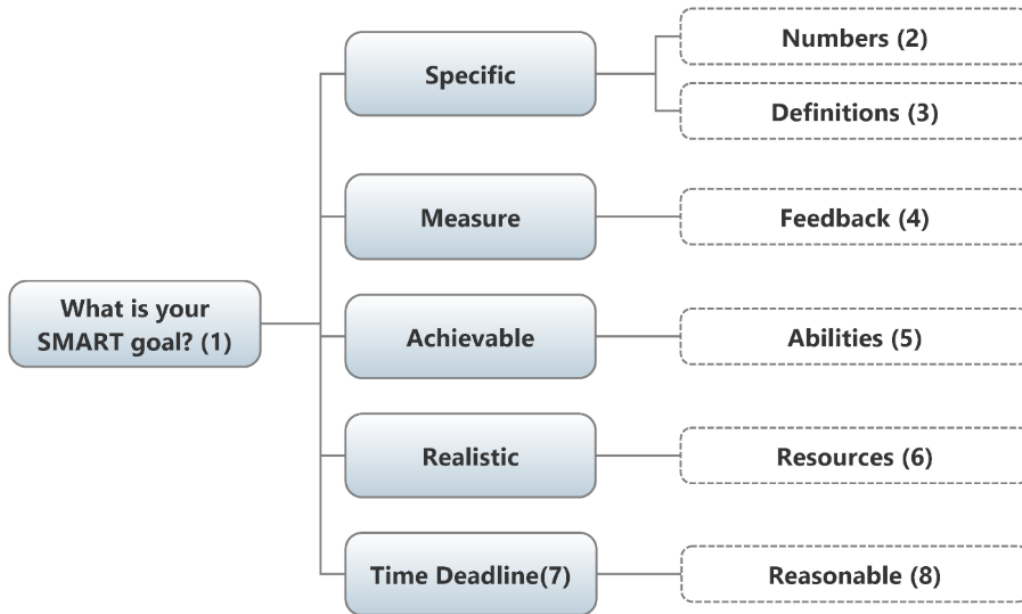 What is your
SMART goal? (1)
Specific
Numbers (2)
Definitions (3)
Measure
Feedback (4)
Achievable
Abilities (5)
Realistic
Resources (6)
Time Deadline(7)
Reasonable (8)